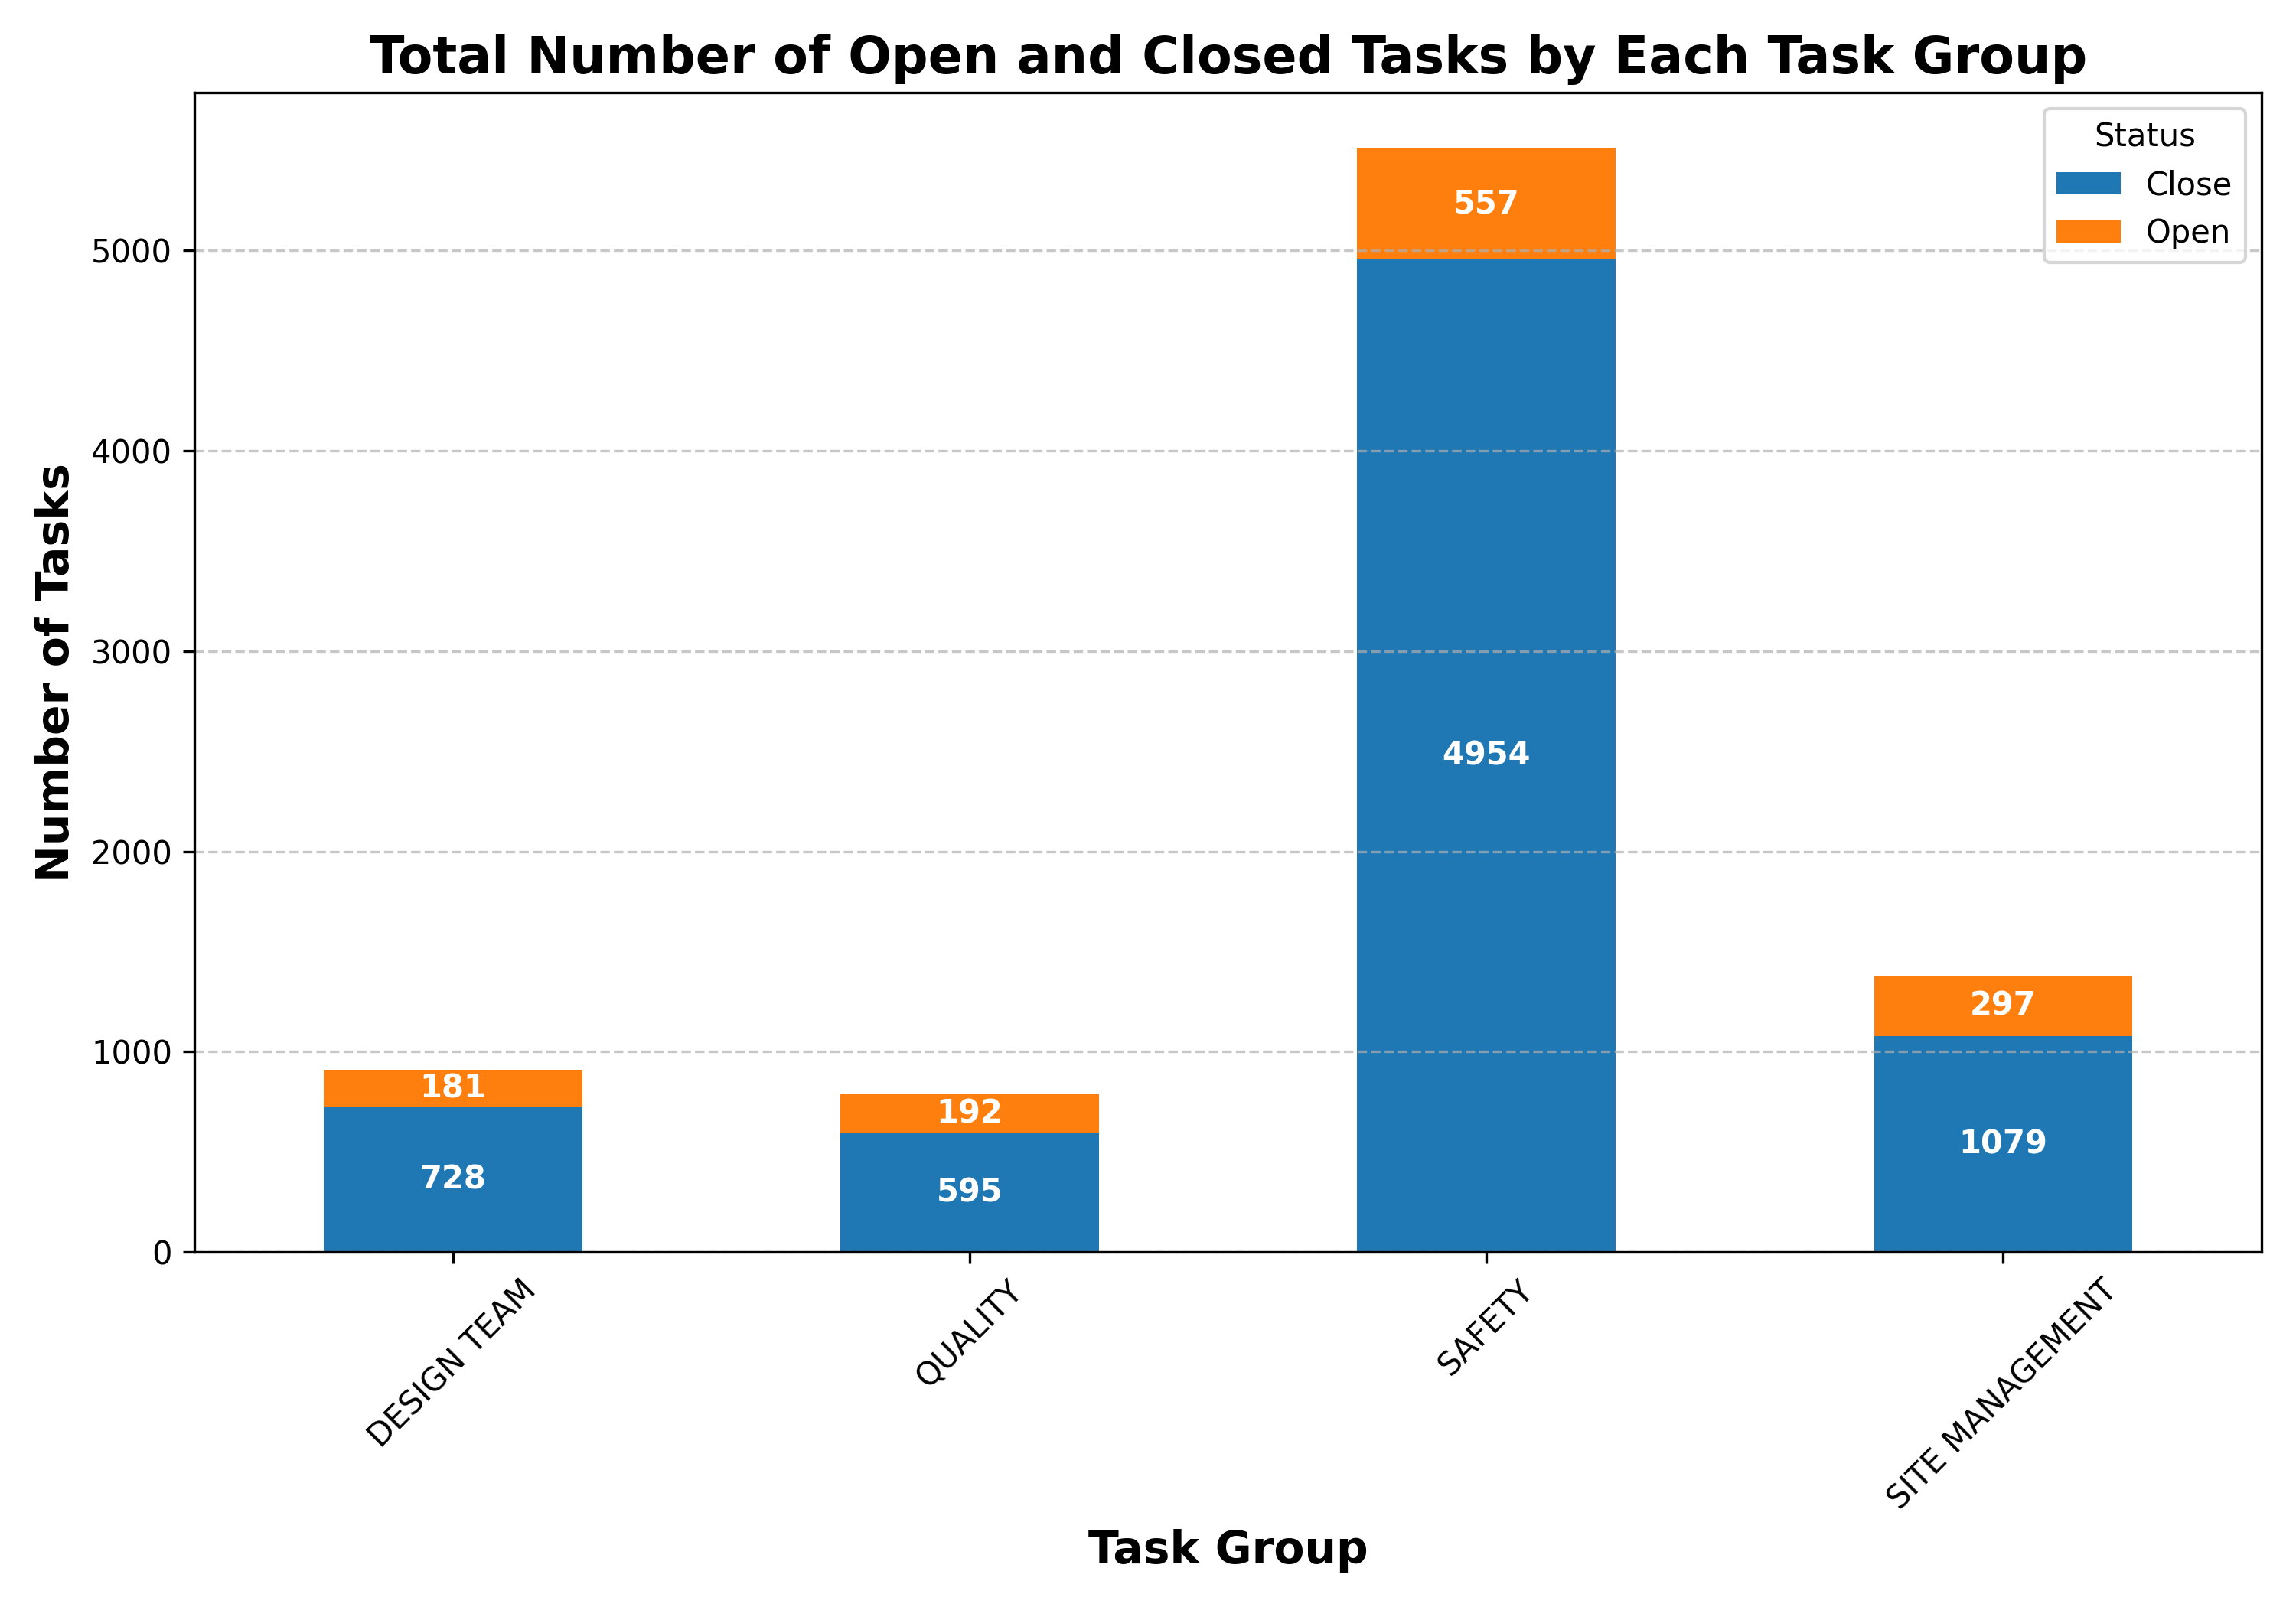 Total Number of Open and Closed Tasks by Each Task Group
Status
Close
Open
Number of Tasks
5000
4000
3000
2000
1000
0
181
728
192
595
557
4954
297
1079
DESIGN TEAM
QUALITY
SAFETY
SITE MANAGEMENT
Task Group